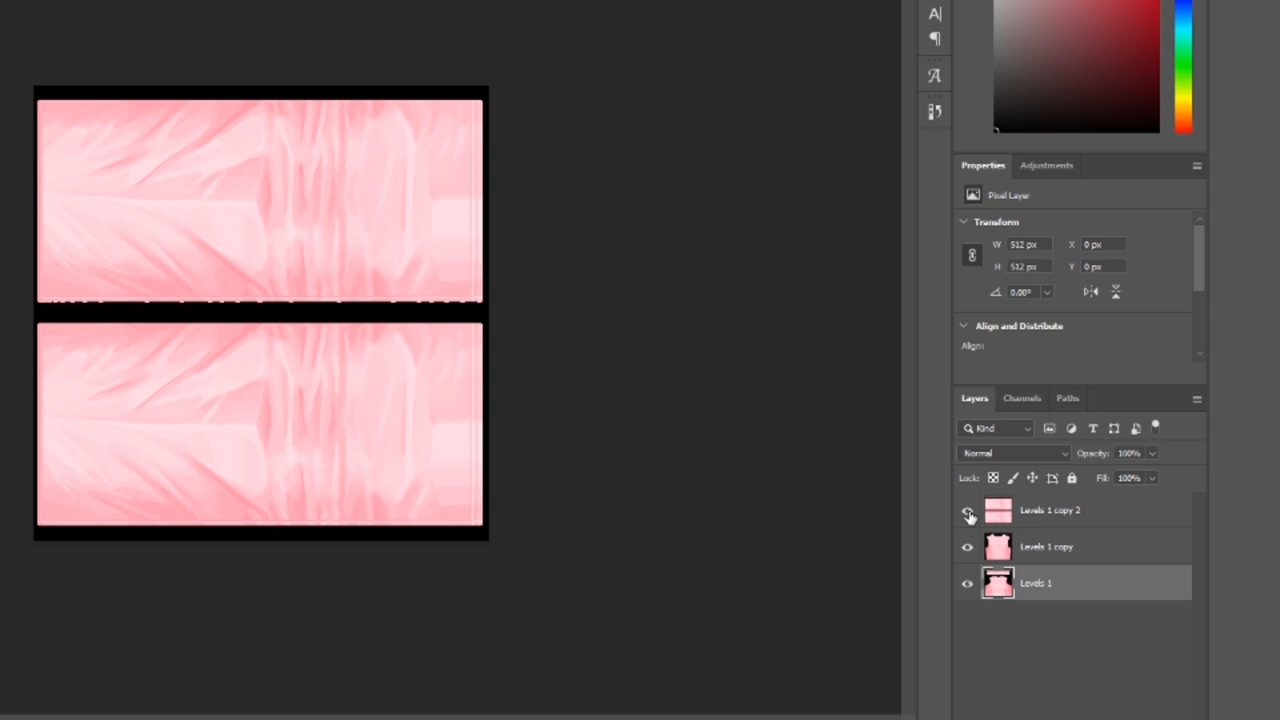 A|
Properties Adjustments
Pixel Layer
Transform
W 512 px X 0 px
H 512 px Y 0 px
0.00°
Align and Distribute
Align:
Layers Channels Paths
Kind
Normal Opacity: 100%
Lock: Fill: 100%
Levels 1 copy 2
Levels 1 copy
Levels 1